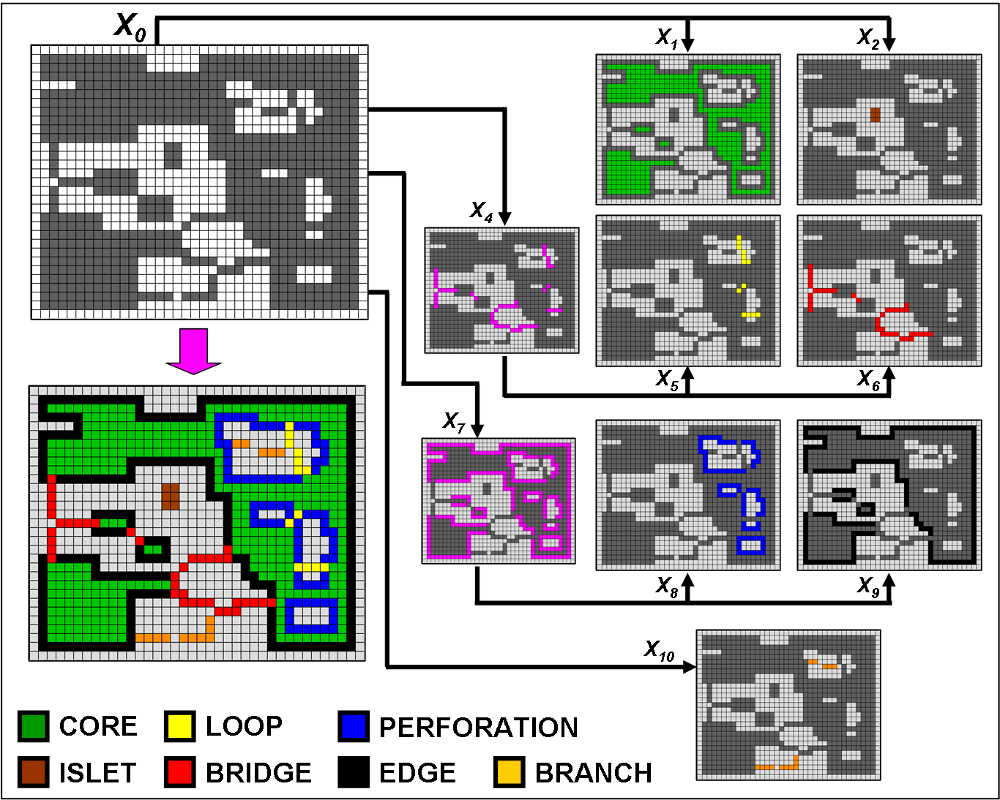 X0
X1
X2
X4
X5
X6
X7
X8
X9
X10
CORE
LOOP
PERFORATION
ISLET
BRIDGE
EDGE
BRANCH